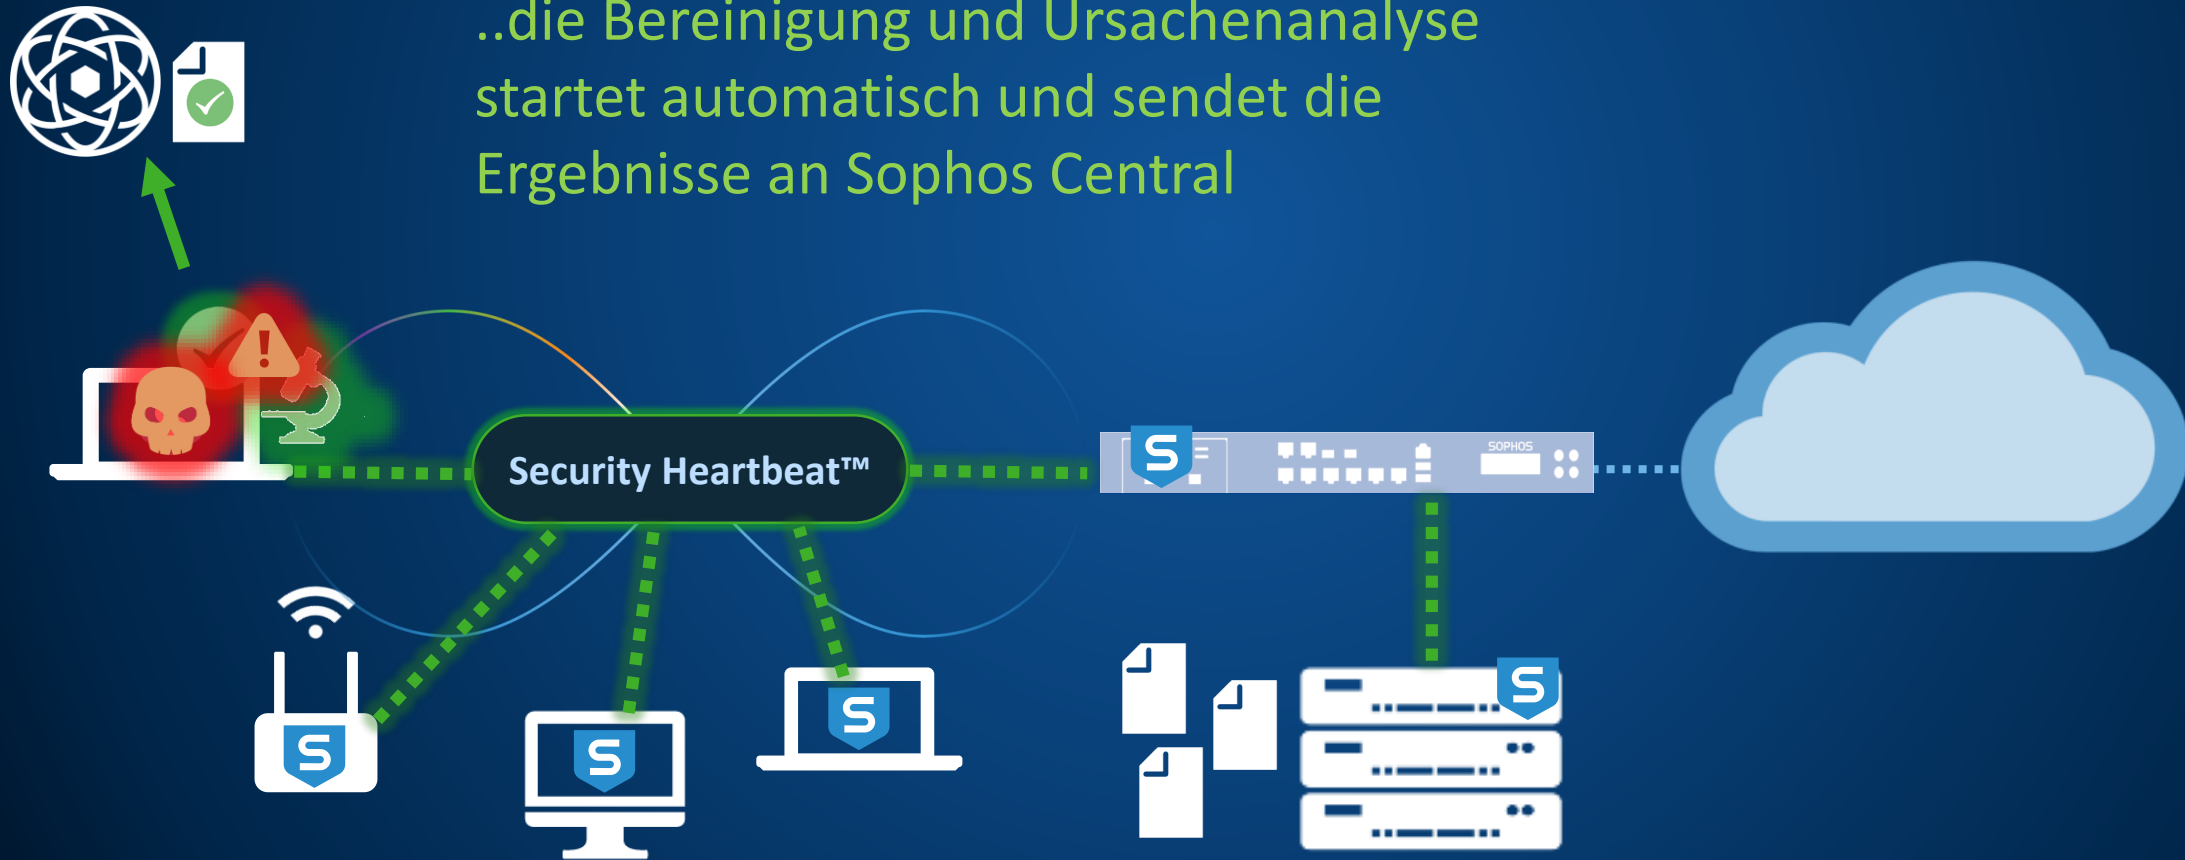 ..die Bereinigung und Ursachenanalyse
startet automatisch und sendet die
Ergebnisse an Sophos Central
Security Heartbeat™
S
SOPHOS
S
S
S
S